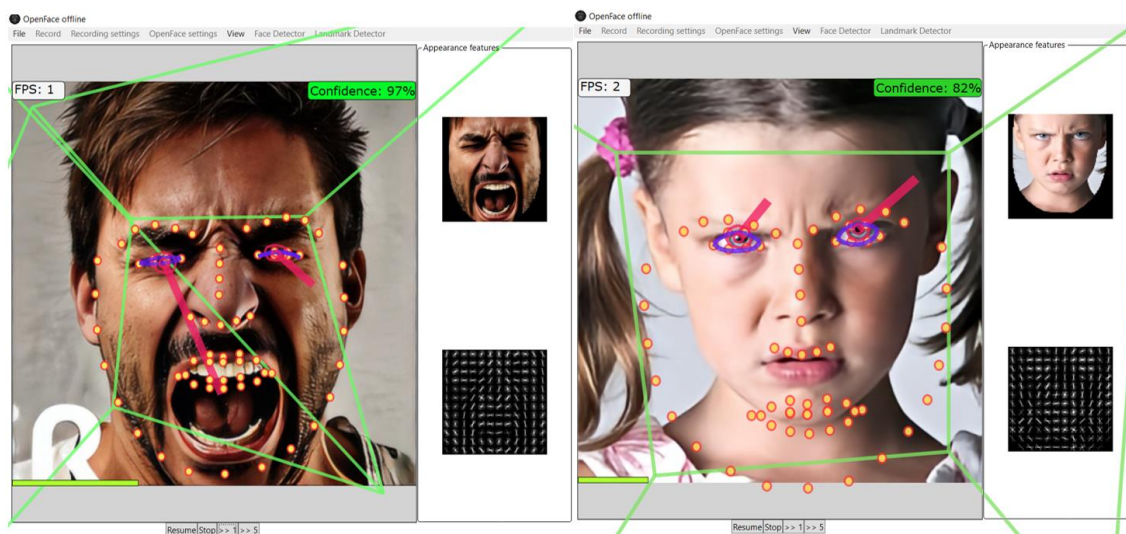 OpenFace offline
File Record Recording settings OpenFace settings View Face Detector Landmark Detector
Appearance features
FPS: 1
Confidence: 97%
Resume Stop >> 1 >> 5
OpenFace offline
File Record Recording settings OpenFace settings View Face Detector Landmark Detector
Appearance features
FPS: 2
Confidence: 82%
Resume Stop >> 1 >> 5